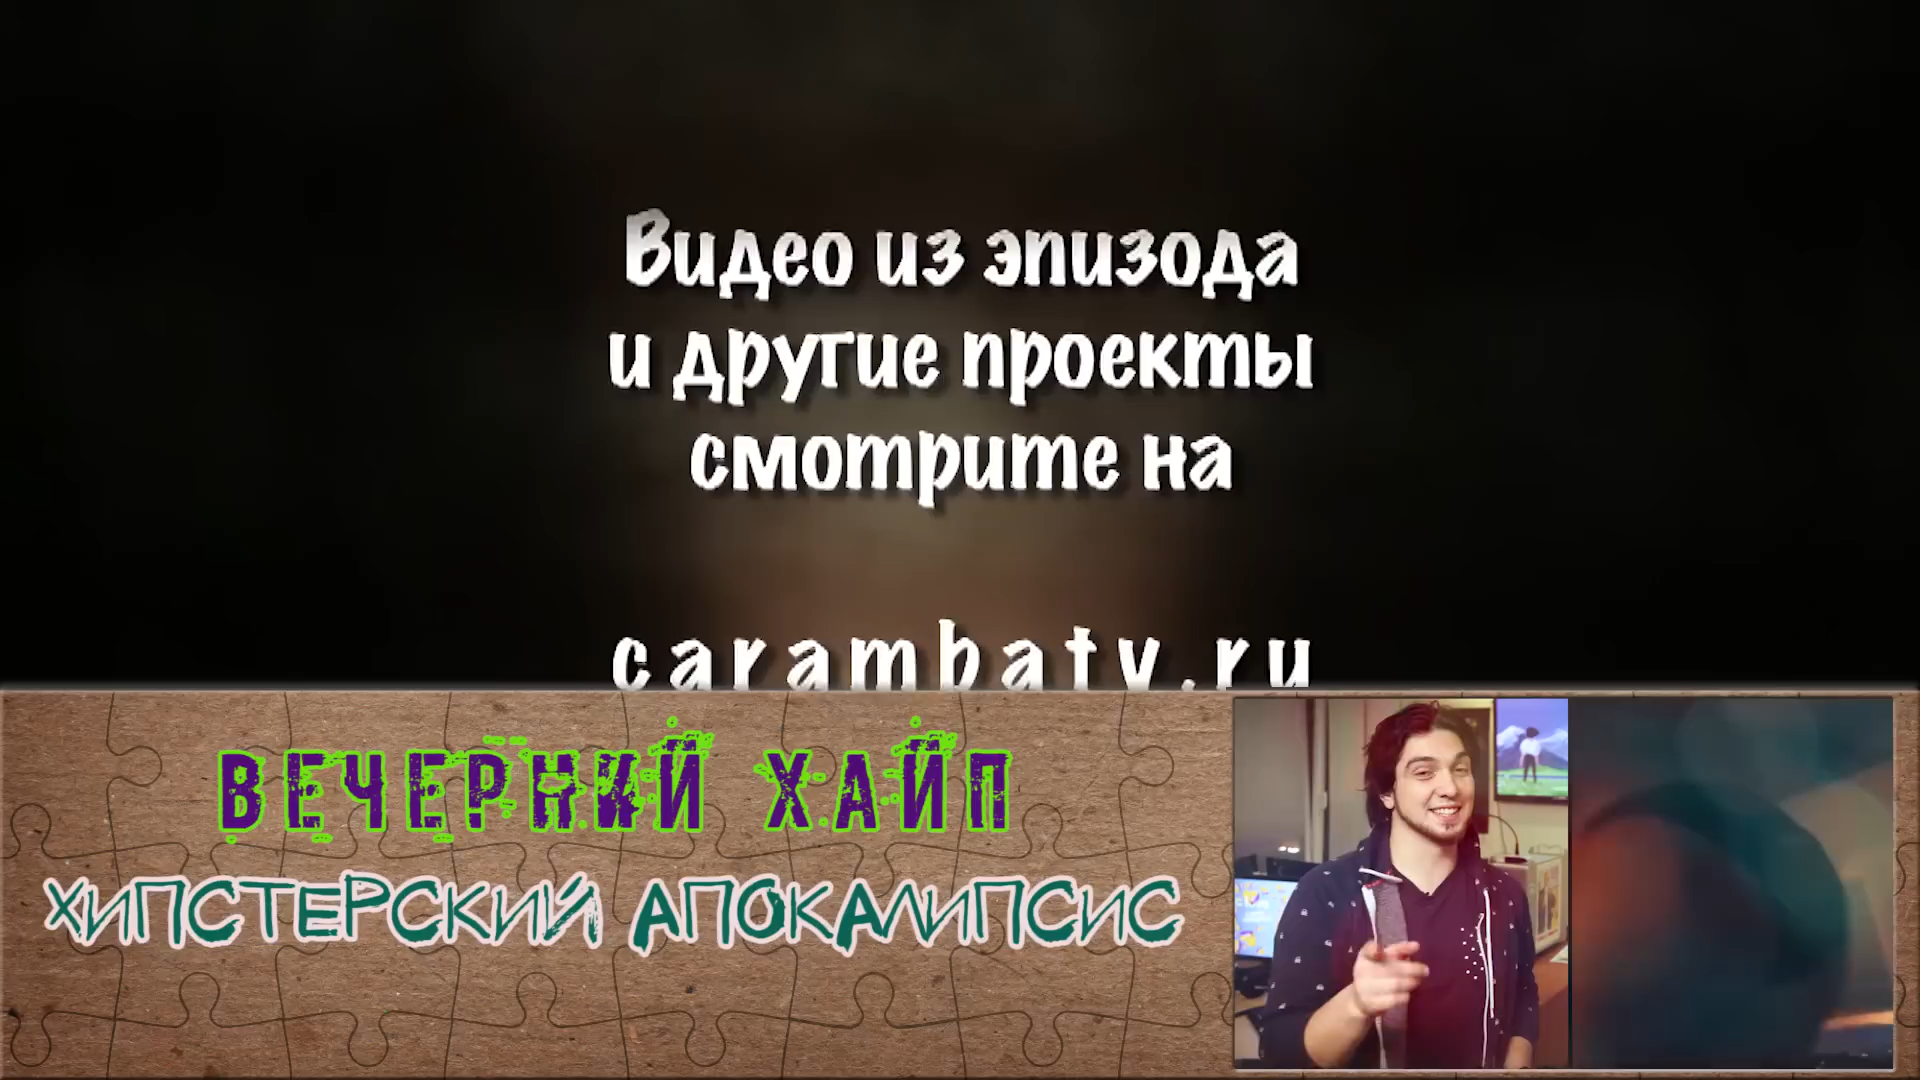 Видео из эпизода
и другие проекты
смотрите на
carambatv.ru
ВЕЧЕРНИЙ ХАЙП
ХИПСТЕРСКИЙ АПОКАЛИПСИС